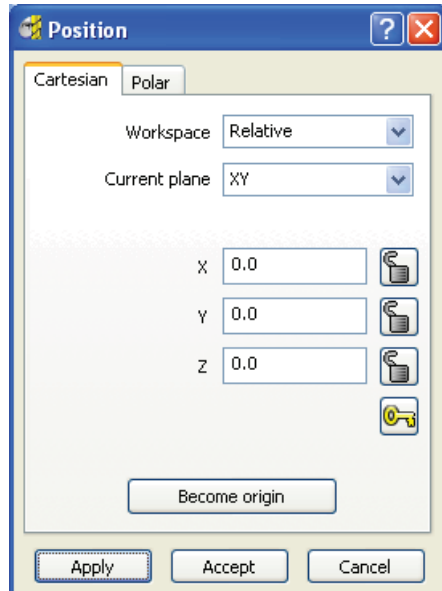 Position
Cartesian Polar
Workspace Relative
Current plane XY
X 0.0
Y 0.0
Z 0.0
Become origin
Apply Accept Cancel